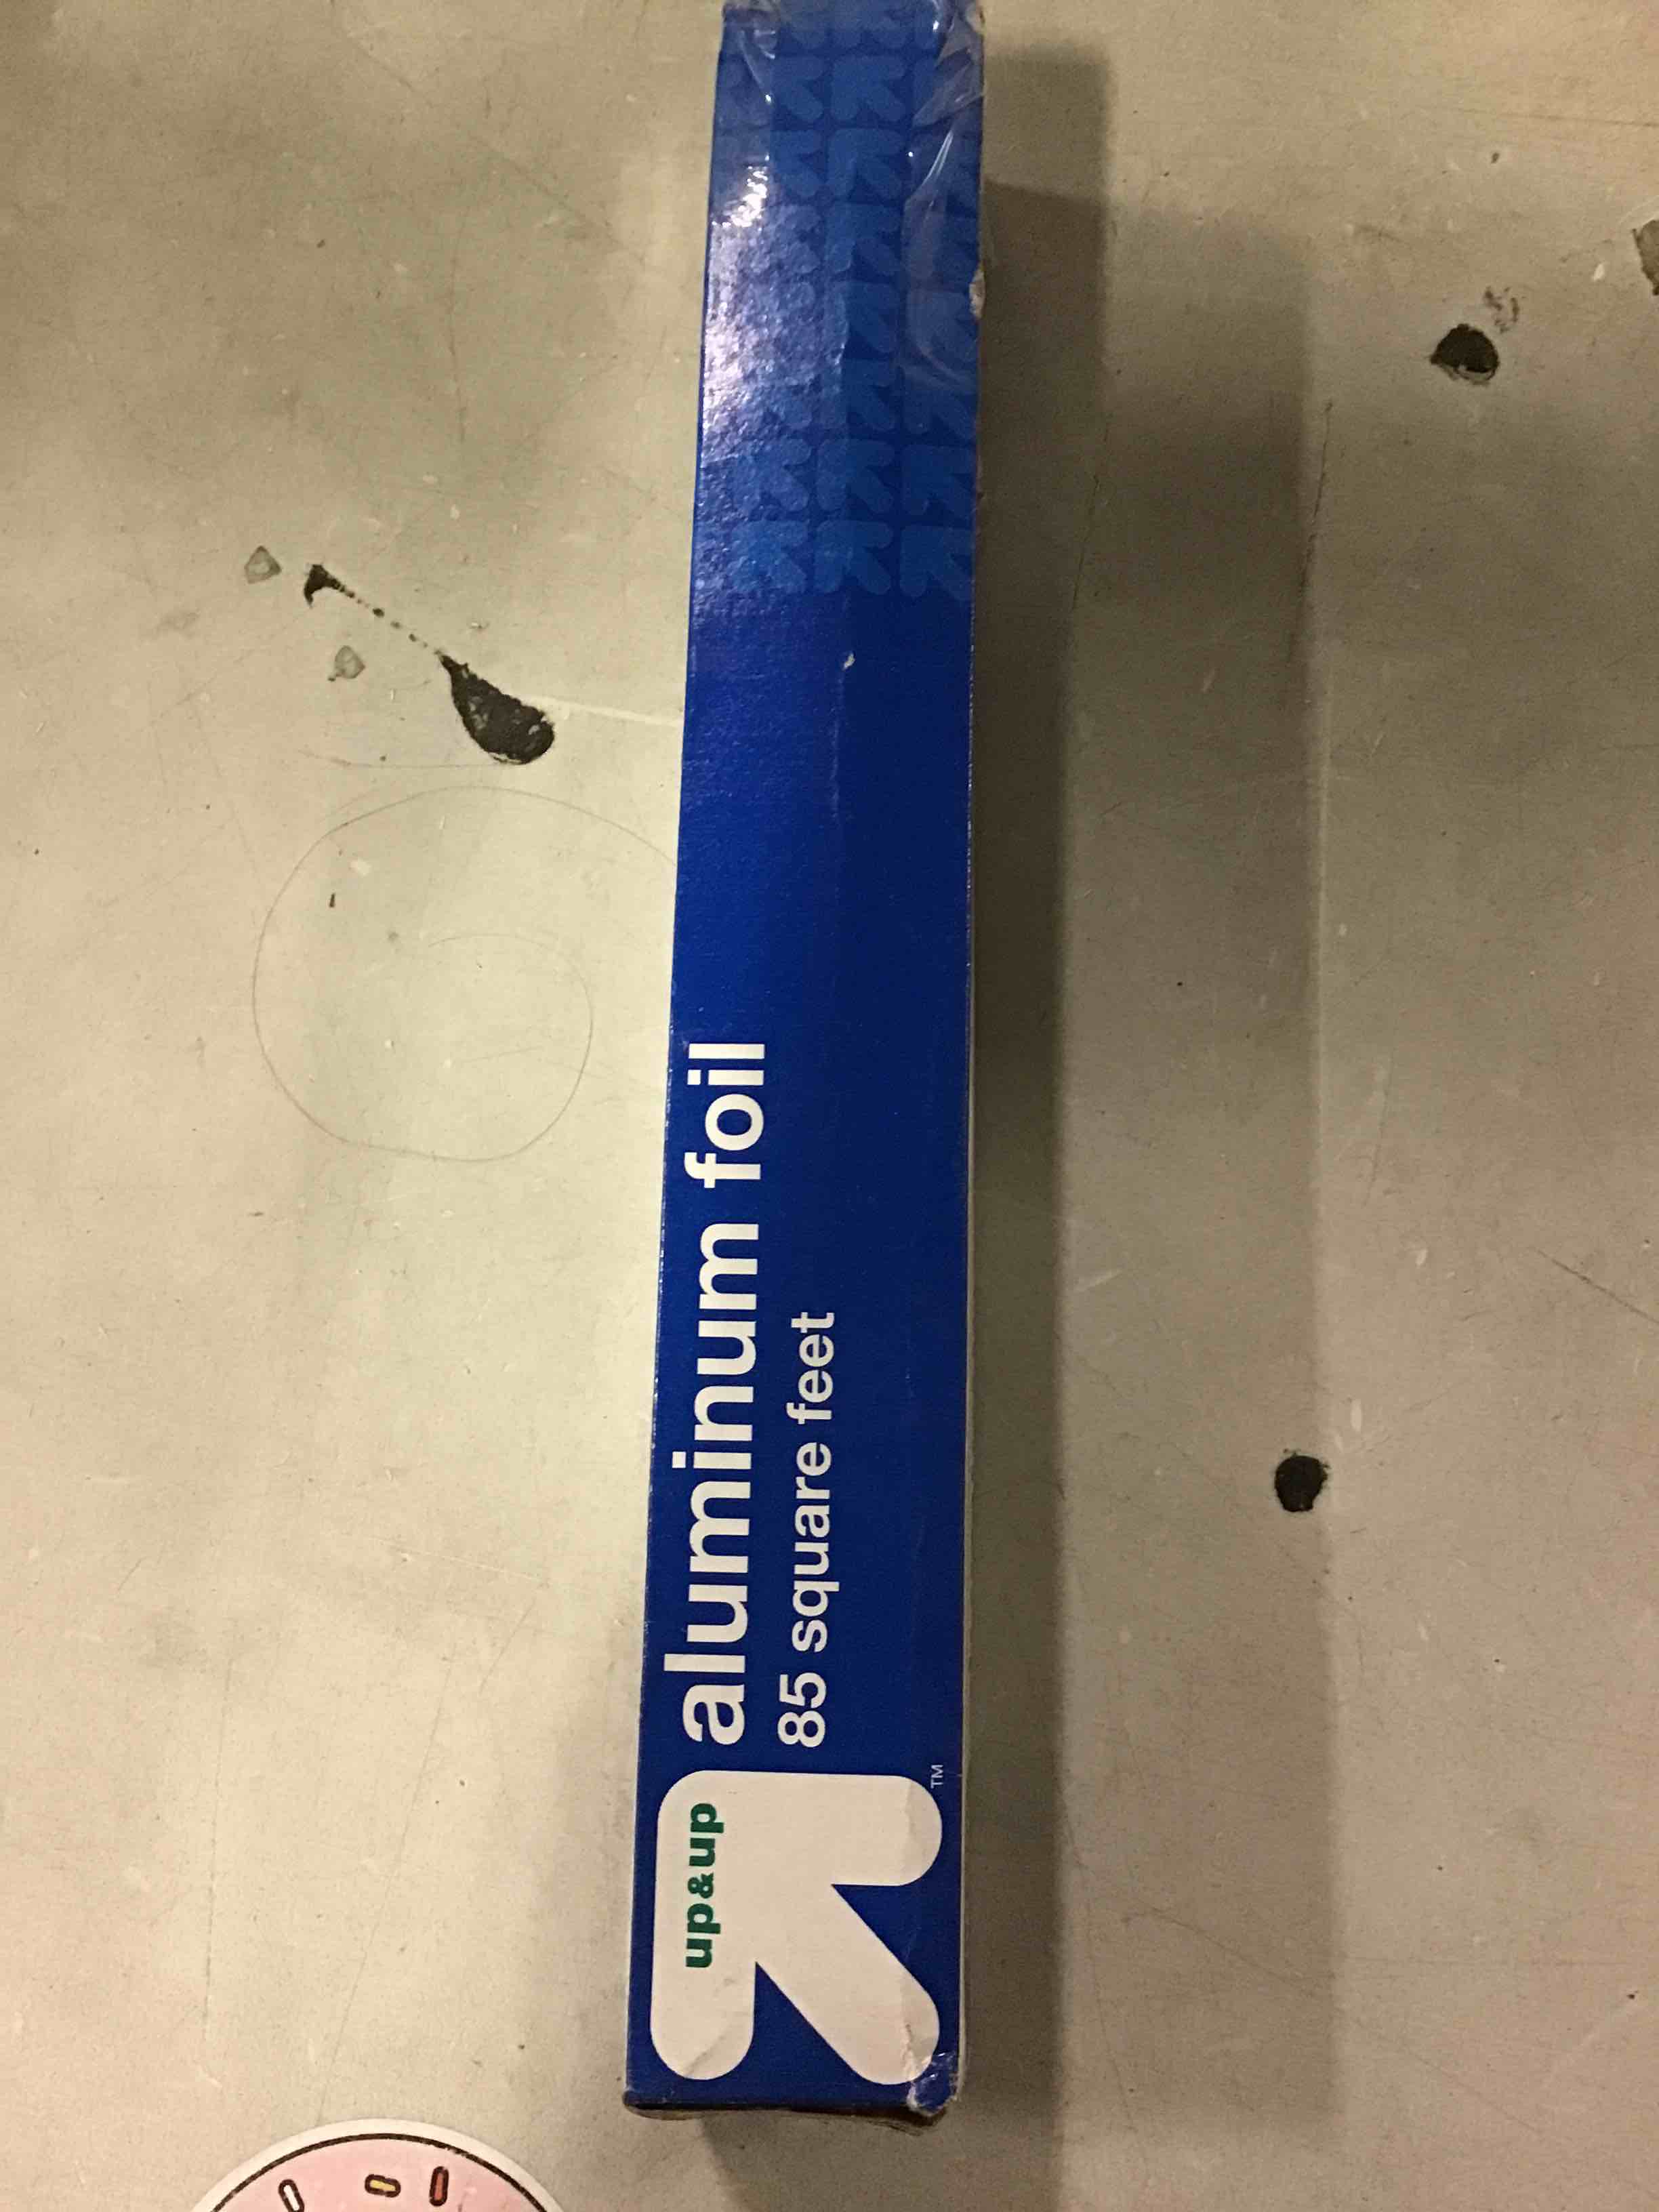 up&up
aluminum foil
85 square feet
TM